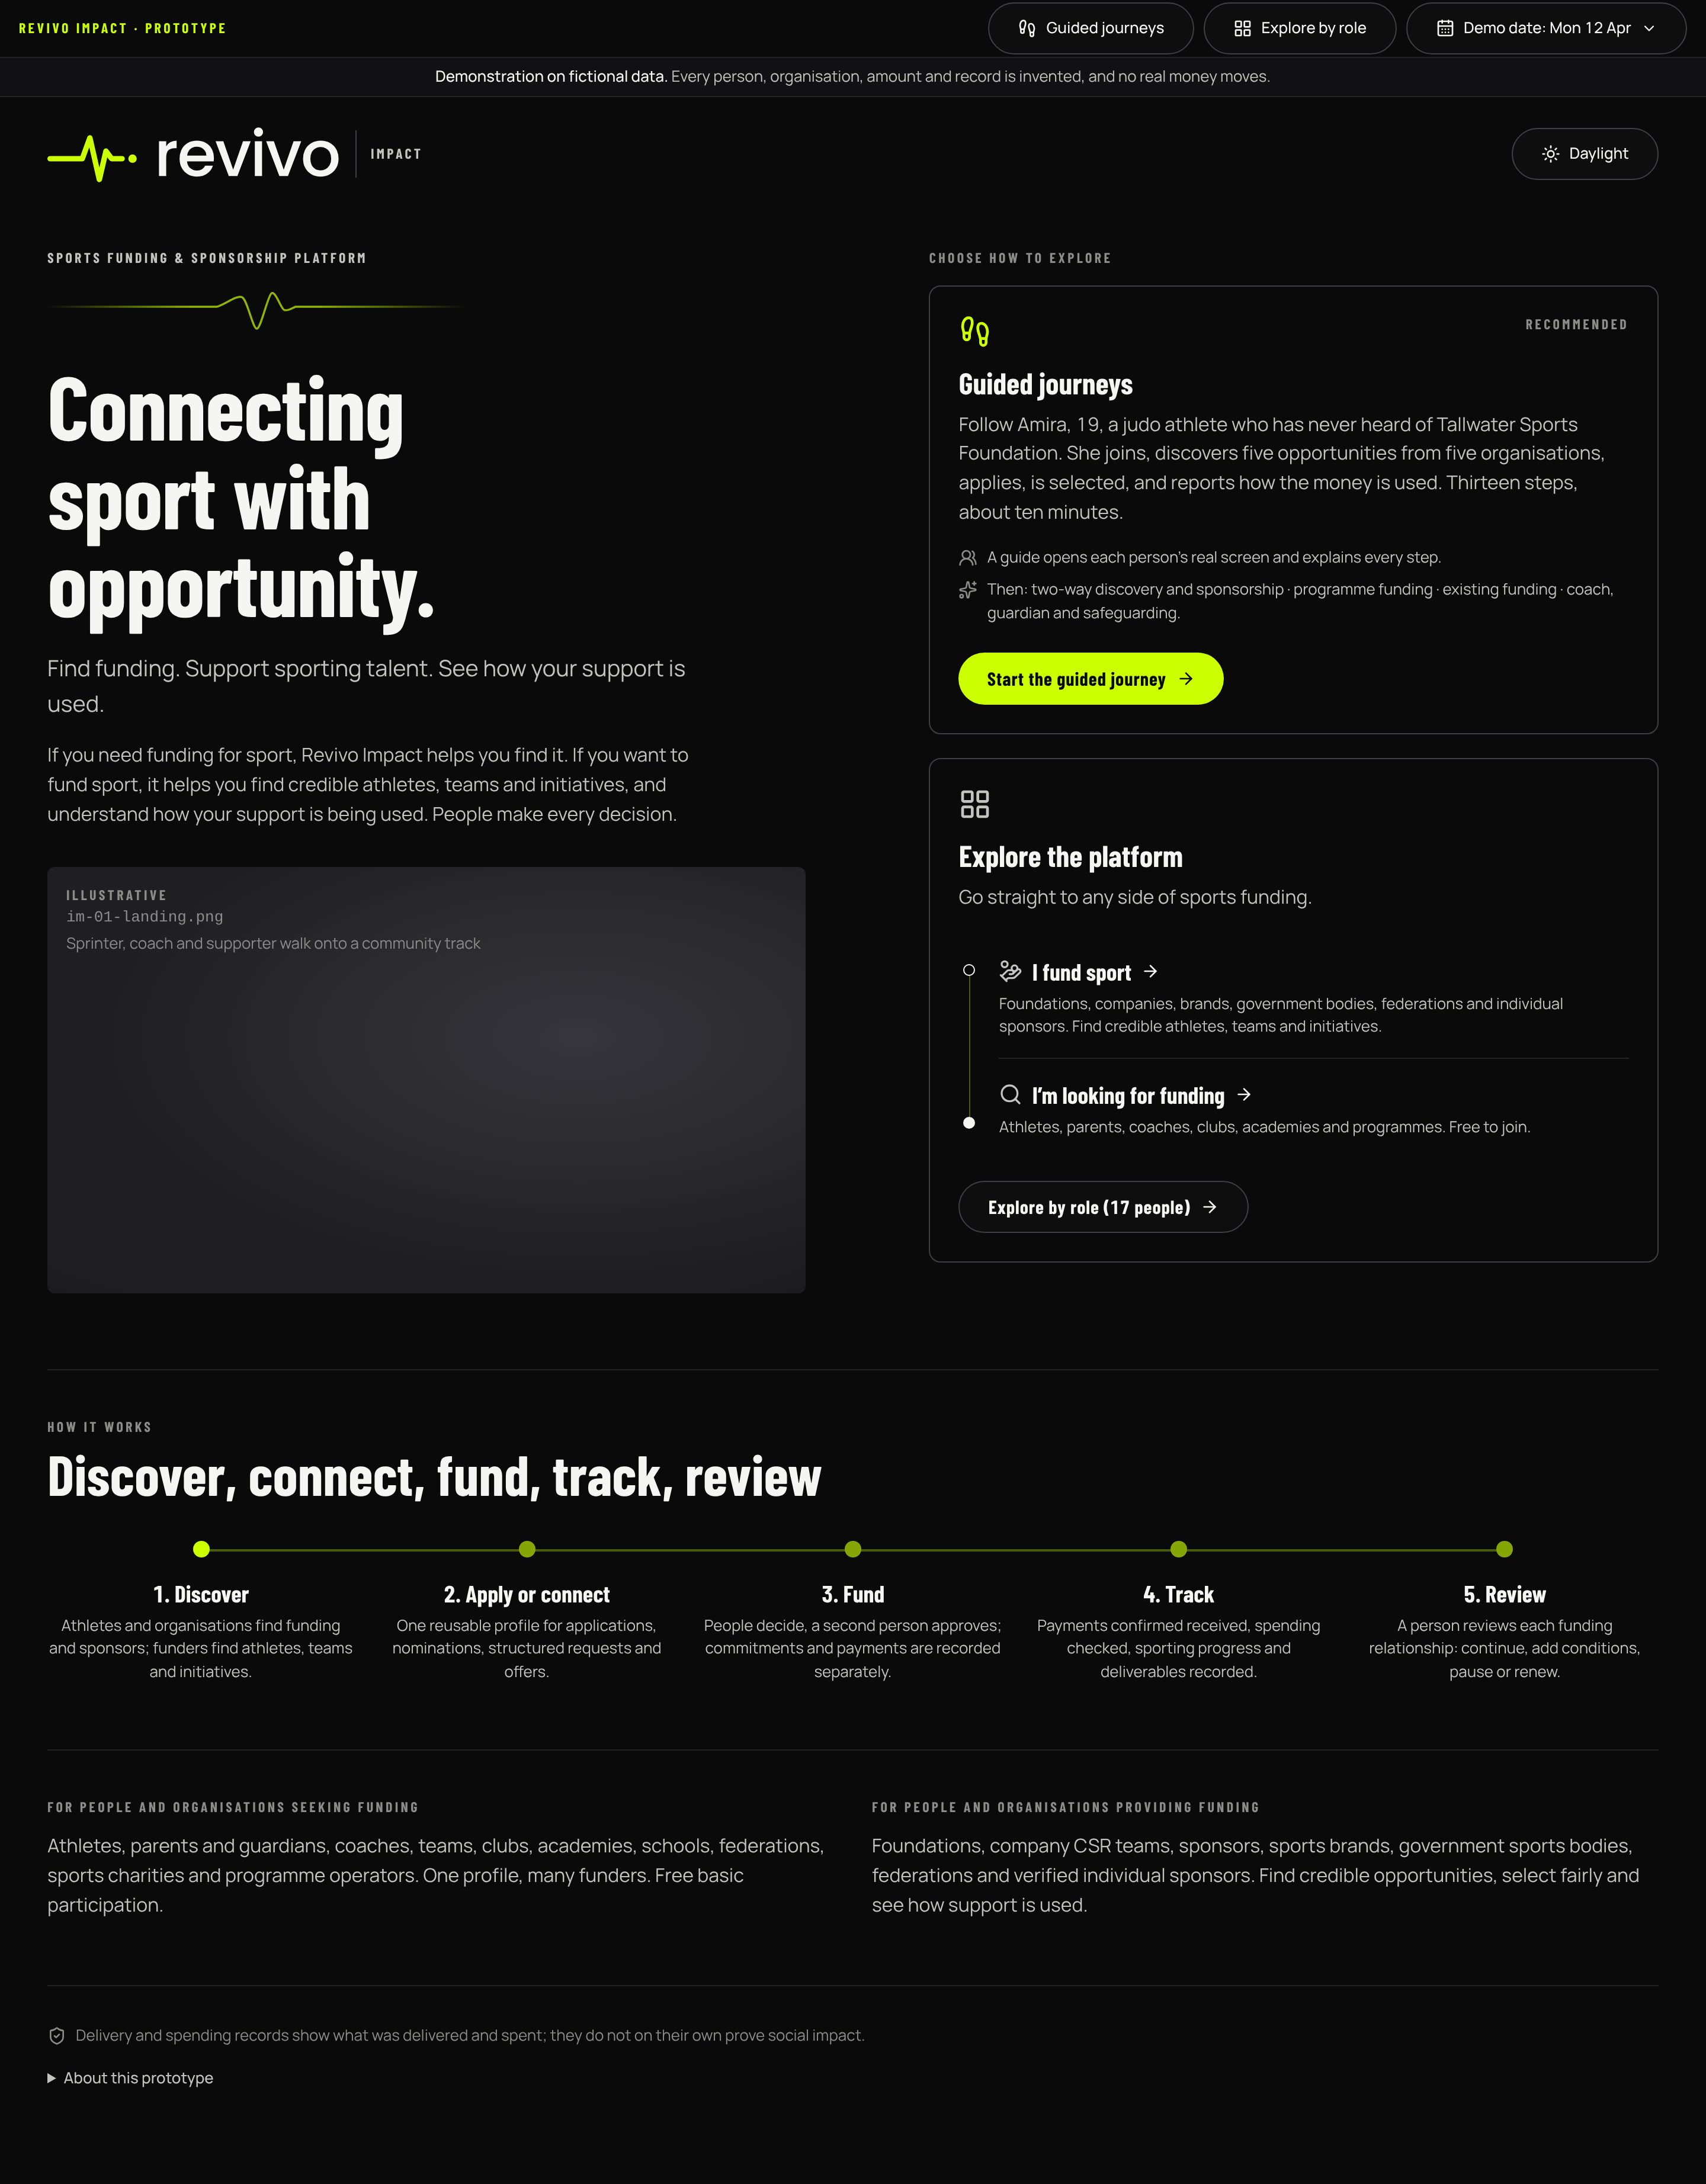 REVIVO IMPACT · PROTOTYPE
Guided journeys
Explore by role
Demo date: Mon 12 Apr
Demonstration on fictional data. Every person, organisation, amount and record is invented, and no real money moves.
revivo
IMPACT
Daylight
SPORTS FUNDING & SPONSORSHIP PLATFORM
Connecting
sport with
opportunity.
Find funding. Support sporting talent. See how your support is
used.
If you need funding for sport, Revivo Impact helps you find it. If you want to
fund sport, it helps you find credible athletes, teams and initiatives, and
understand how your support is being used. People make every decision.
ILLUSTRATIVE
im-01-landing.png
Sprinter, coach and supporter walk onto a community track
CHOOSE HOW TO EXPLORE
RECOMMENDED
Guided journeys
Follow Amira, 19, a judo athlete who has never heard of Tallwater Sports
Foundation. She joins, discovers five opportunities from five organisations,
applies, is selected, and reports how the money is used. Thirteen steps,
about ten minutes.
A guide opens each person's real screen and explains every step.
Then: two-way discovery and sponsorship · programme funding · existing funding · coach,
guardian and safeguarding.
Start the guided journey
Explore the platform
Go straight to any side of sports funding.
I fund sport
Foundations, companies, brands, government bodies, federations and individual
sponsors. Find credible athletes, teams and initiatives.
I'm looking for funding
Athletes, parents, coaches, clubs, academies and programmes. Free to join.
Explore by role (17 people)
HOW IT WORKS
Discover, connect, fund, track, review
1. Discover
Athletes and organisations find funding
and sponsors; funders find athletes, teams
and initiatives.
2. Apply or connect
One reusable profile for applications,
nominations, structured requests and
offers.
3. Fund
People decide, a second person approves;
commitments and payments are recorded
separately.
4. Track
Payments confirmed received, spending
checked, sporting progress and
deliverables recorded.
5. Review
A person reviews each funding
relationship: continue, add conditions,
pause or renew.
FOR PEOPLE AND ORGANISATIONS SEEKING FUNDING
Athletes, parents and guardians, coaches, teams, clubs, academies, schools, federations,
sports charities and programme operators. One profile, many funders. Free basic
participation.
FOR PEOPLE AND ORGANISATIONS PROVIDING FUNDING
Foundations, company CSR teams, sponsors, sports brands, government sports bodies,
federations and verified individual sponsors. Find credible opportunities, select fairly and
see how support is used.
Delivery and spending records show what was delivered and spent; they do not on their own prove social impact.
About this prototype